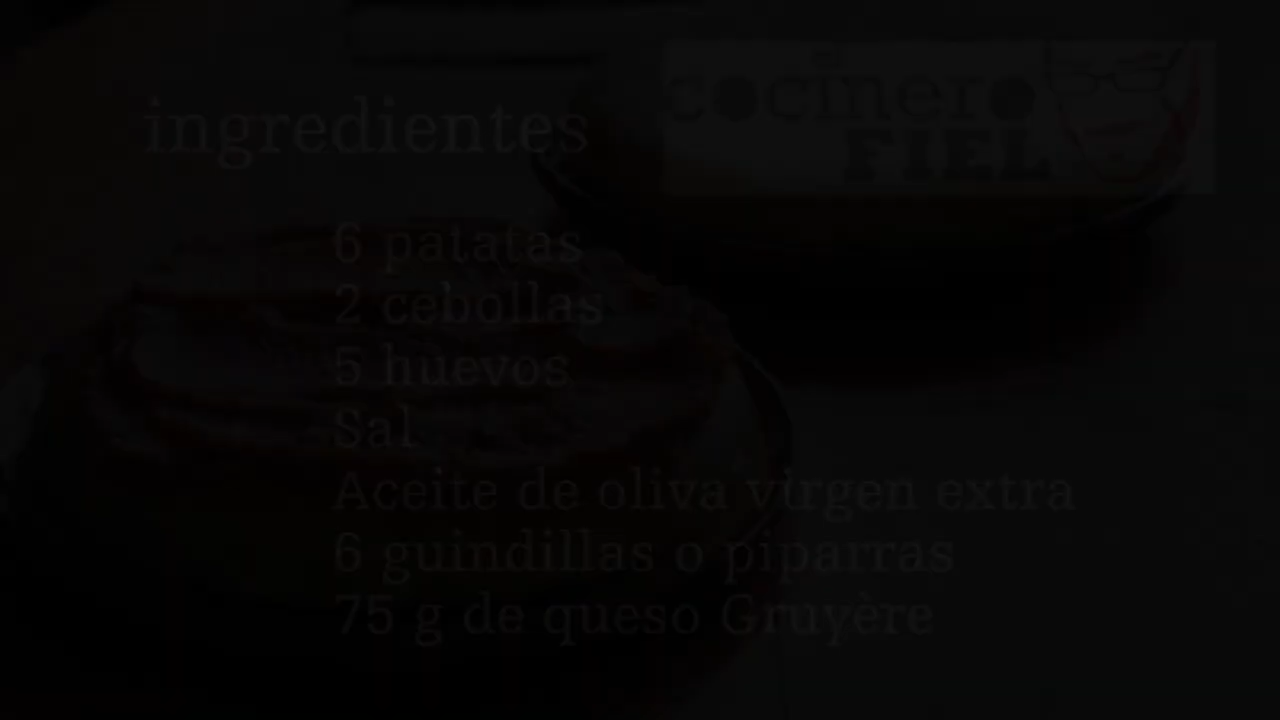 ingredientes
cocinero
FIEL
6 patatas
2 cebollas
5 huevos
Sal
Aceite de oliva virgen extra
6 guindillas o piparras
75 g de queso Gruyère